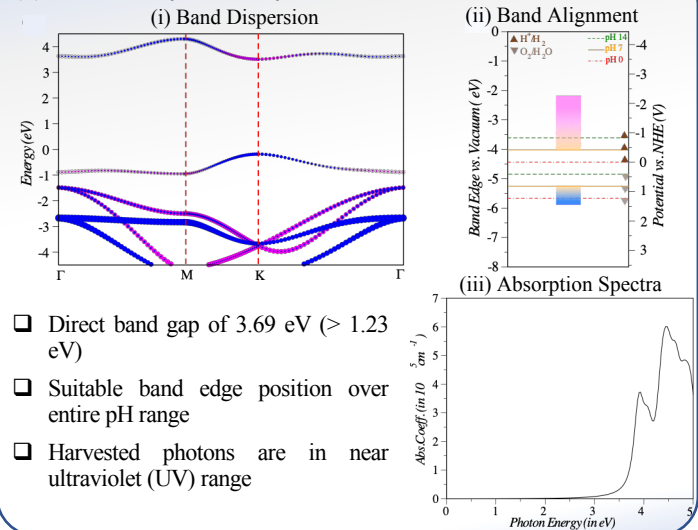 (i) Band Dispersion
(ii) Band Alignment
4
3
2
1
0
-1
-2
-3
-4
Energy (eV)
Γ
M
K
Γ
0
-1
-2
-3
-4
-5
-6
-7
-8
Band Edge vs. Vacuum ( eV)
H⁺/H₂
O₂/H₂O
pH 14
pH 7
pH 0
-4
-3
-2
-1
0
1
2
3
Potential vs. NHE (V)
❑ Direct band gap of 3.69 eV (> 1.23
eV)
❑ Suitable band edge position over
entire pH range
❑ Harvested photons are in near
ultraviolet (UV) range
(iii) Absorption Spectra
7
6
5
4
3
2
1
0
Abs.Coeff. (in 10⁵cm⁻¹)
0
1
2
3
4
5
Photon Energy (in eV)